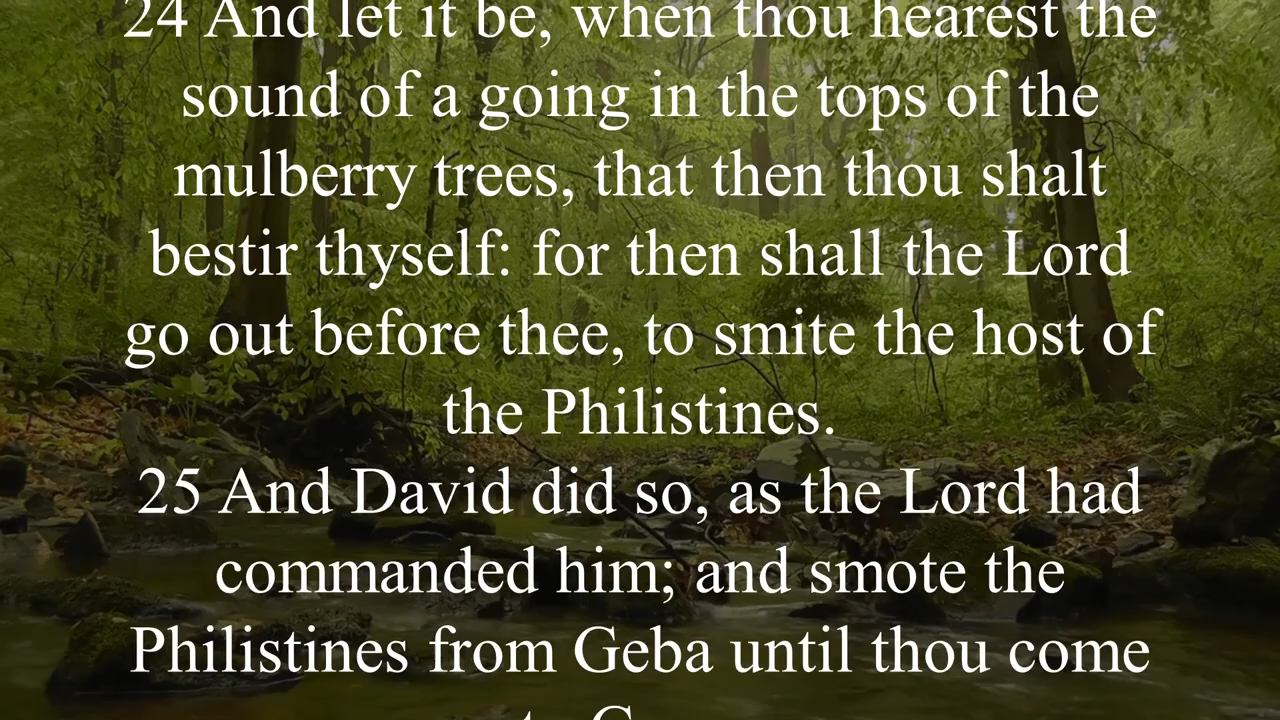 24 And let it be, when thou hearest the
sound of a going in the tops of the
mulberry trees, that then thou shalt
bestir thyself: for then shall the Lord
go out before thee, to smite the host of
the Philistines.
25 And David did so, as the Lord had
commanded him; and smote the
Philistines from Geba until thou come